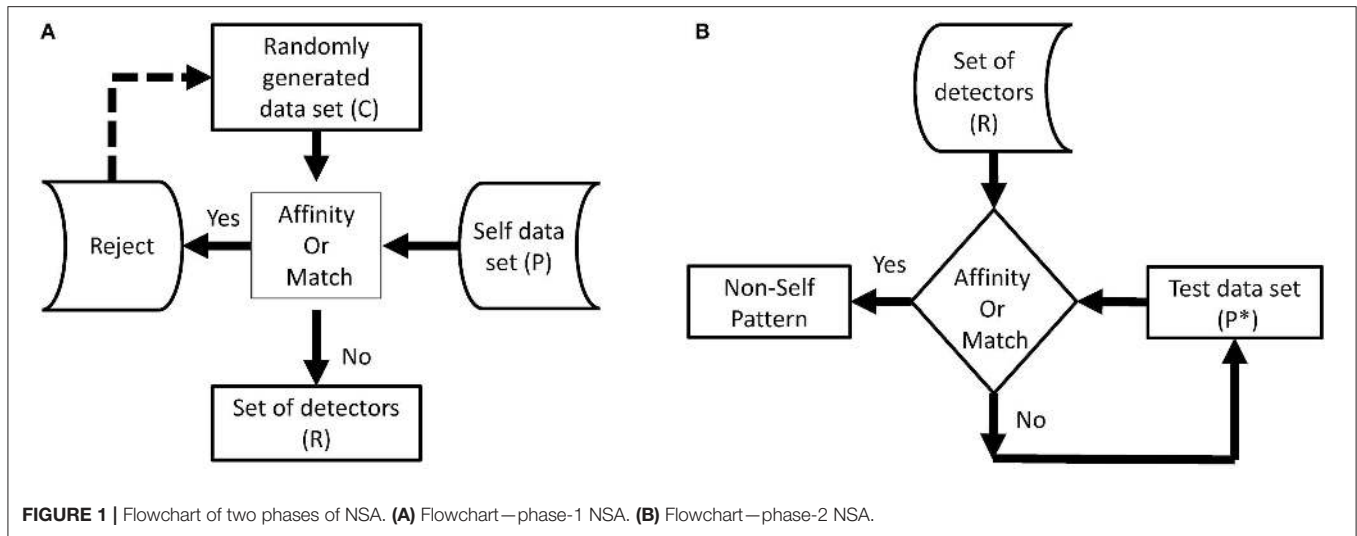 A
Randomly
generated
data set (C)
Reject
Yes
Affinity
Or
Match
Self data
set (P)
No
Set of detectors
(R)
B
Set of
detectors
(R)
Non-Self
Pattern
Yes
Affinity
Or
Match
Test data set
(P*)
No
FIGURE 1 | Flowchart of two phases of NSA. (A) Flowchart—phase-1 NSA. (B) Flowchart—phase-2 NSA.